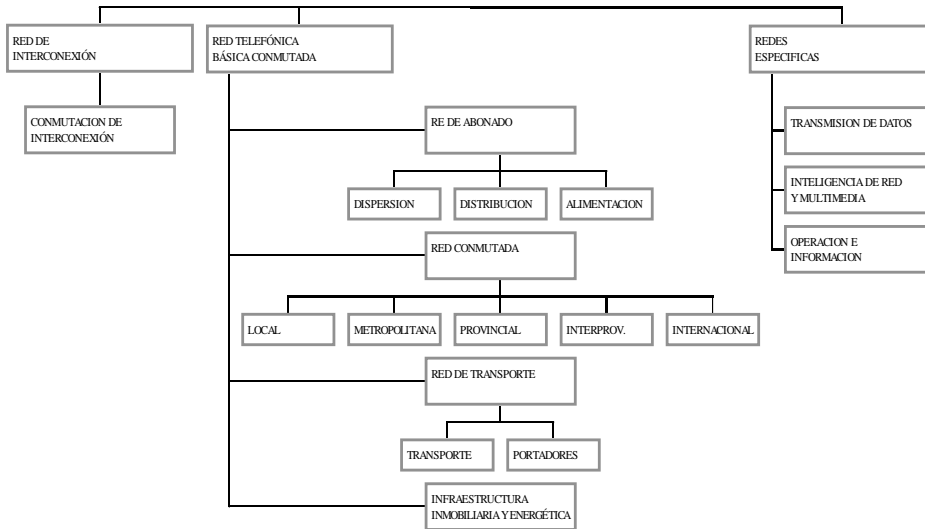 RED DE
INTERCONEXIÓN
RED TELEFÓNICA
BÁSICA CONMUTADA
REDES
ESPECIFICAS
CONMUTACION DE
INTERCONEXIÓN
RE DE ABONADO
TRANSMISION DE DATOS
DISPERSION
DISTRIBUCION
ALIMENTACION
INTELIGENCIA DE RED
Y MULTIMEDIA
RED CONMUTADA
OPERACION E
INFORMACION
LOCAL
METROPOLITANA
PROVINCIAL
INTERPROV.
INTERNACIONAL
RED DE TRANSPORTE
TRANSPORTE
PORTADORES
INFRAESTRUCTURA
INMOBILIARIA Y ENERGÉTICA